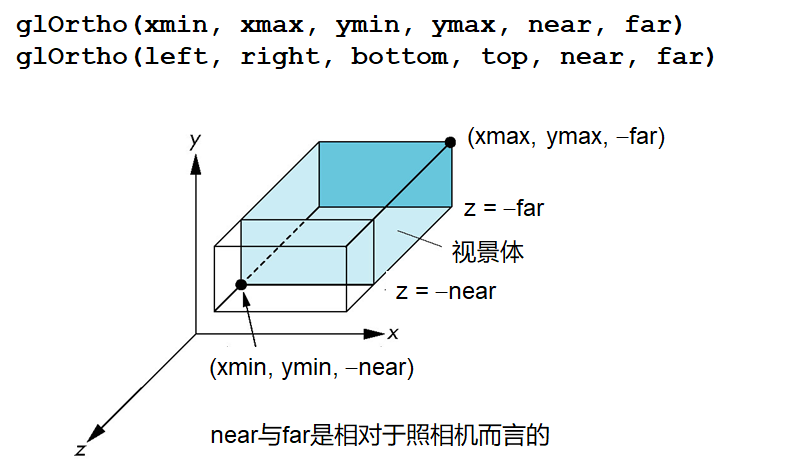 glOrtho(xmin, xmax, ymin, ymax, near, far)
glOrtho(left, right, bottom, top, near, far)
y
(xmax, ymax, −far)
z = −far
视景体
z = −near
x
(xmin, ymin, −near)
z
near与far是相对于照相机而言的